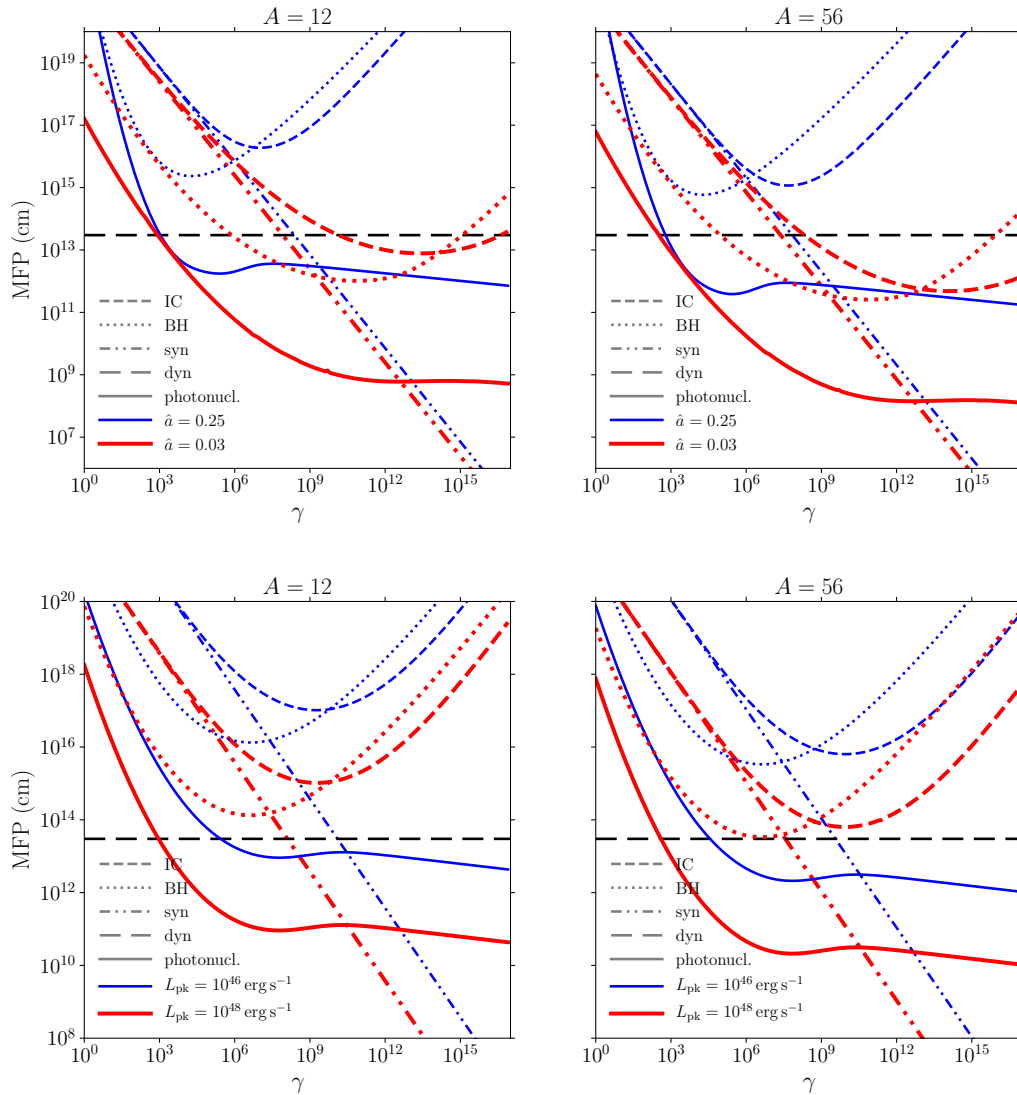 A = 12
A = 56
MFP (cm)
10^19
10^17
10^15
10^13
10^11
10^9
10^7
IC
BH
syn
dyn
photonucl.
â = 0.25
â = 0.03
10^0 10^3 10^6 10^9 10^12 10^15
γ
IC
BH
syn
dyn
photonucl.
â = 0.25
â = 0.03
10^0 10^3 10^6 10^9 10^12 10^15
γ
A = 12
A = 56
MFP (cm)
10^20
10^18
10^16
10^14
10^12
10^10
10^8
IC
BH
syn
dyn
photonucl.
L_pk = 10^46 erg s^−1
L_pk = 10^48 erg s^−1
10^0 10^3 10^6 10^9 10^12 10^15
γ
IC
BH
syn
dyn
photonucl.
L_pk = 10^46 erg s^−1
L_pk = 10^48 erg s^−1
10^0 10^3 10^6 10^9 10^12 10^15
γ